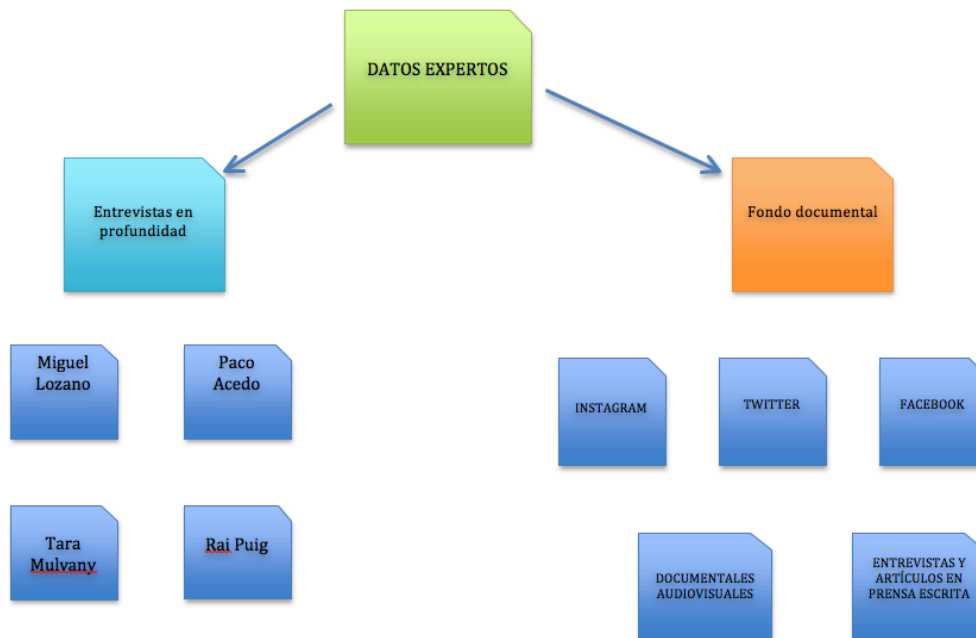 DATOS EXPERTOS
Entrevistas en
profundidad
Fondo documental
Miguel
Lozano
Paco
Acedo
INSTAGRAM
TWITTER
FACEBOOK
Tara
Mulvany
Rai Puig
DOCUMENTALES
AUDIOVISUALES
ENTREVISTAS Y
ARTÍCULOS EN
PRENSA ESCRITA